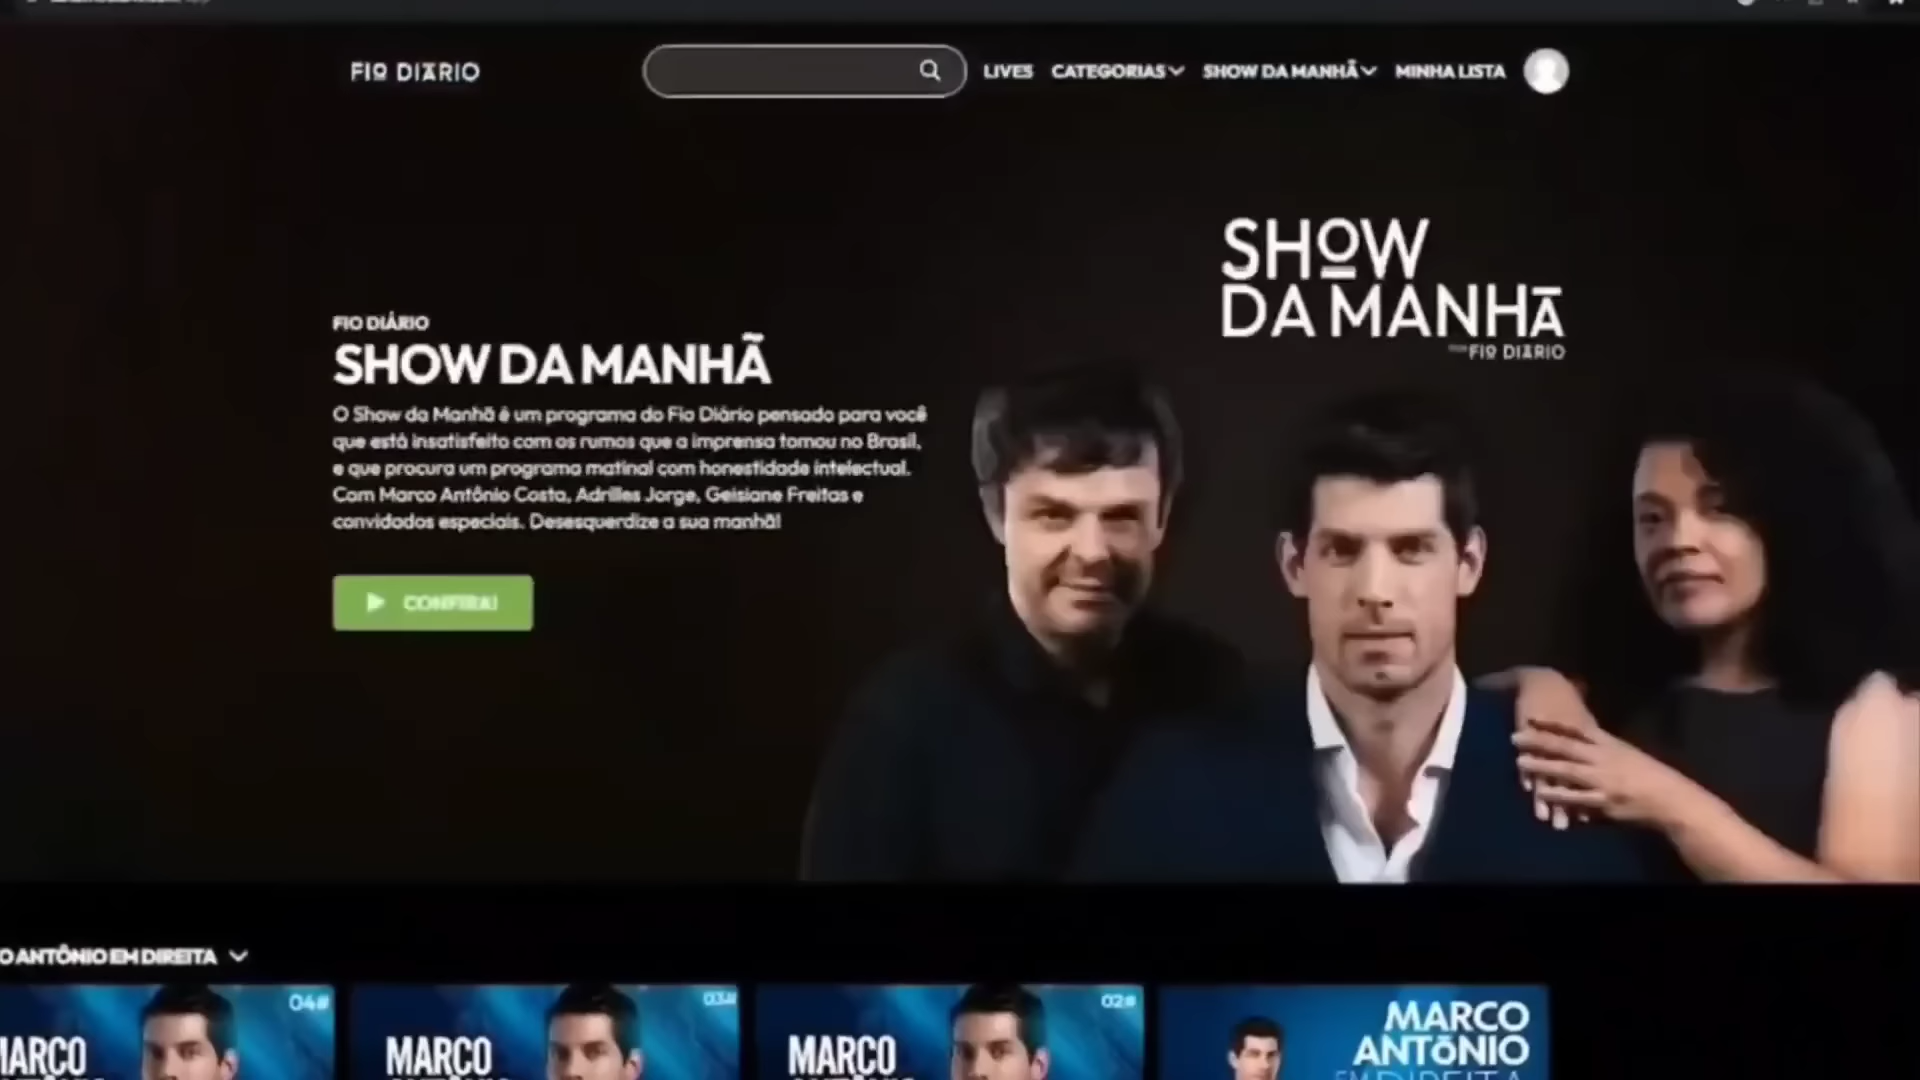 FIO DIÁRIO
LIVES CATEGORIAS SHOW DA MANHÃ MINHA LISTA
SHOW
DA MANHÃ
FIO DIÁRIO
FIO DIÁRIO
SHOW DA MANHÃ
O Show da Manhã é um programa do Fio Diário pensado para você
que está insatisfeito com os rumos que a imprensa tomou no Brasil,
e que procura um programa matinal com honestidade intelectual.
Com Marco Antônio Costa, Adrilles Jorge, Geisiane Freitas e
convidados especiais. Desesquerdize a sua manhã!
CONFIRA!
O ANTÔNIO EM DIREITA
04#
MARCO
03#
MARCO
02#
MARCO
MARCO
ANTÔNIO
EM DIREITA